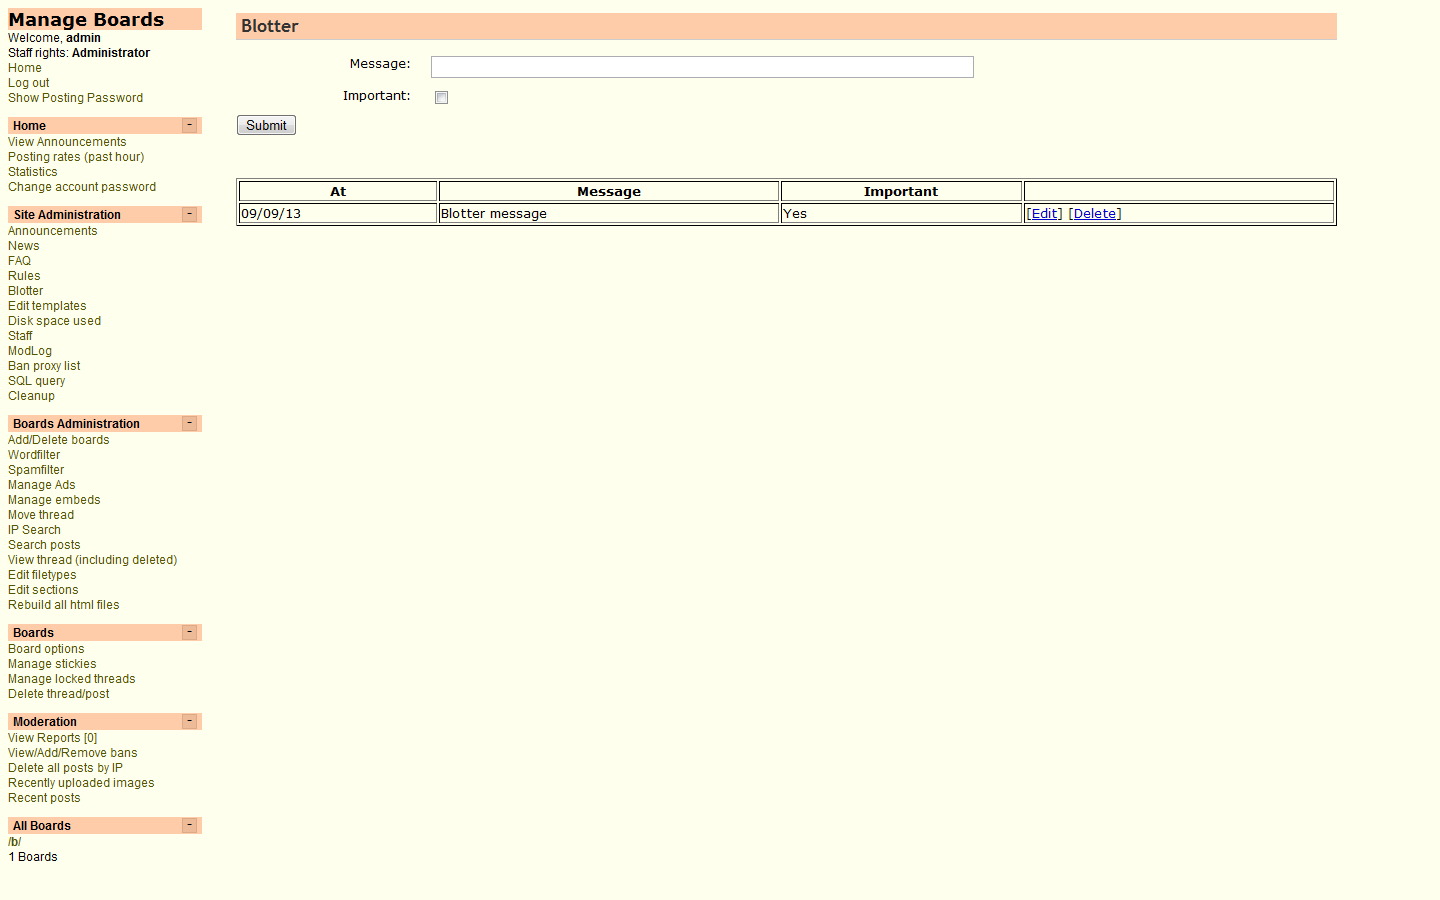 Manage Boards
Welcome, admin
Staff rights: Administrator
Home
Log out
Show Posting Password
Home -
View Announcements
Posting rates (past hour)
Statistics
Change account password
Site Administration -
Announcements
News
FAQ
Rules
Blotter
Edit templates
Disk space used
Staff
ModLog
Ban proxy list
SQL query
Cleanup
Boards Administration -
Add/Delete boards
Wordfilter
Spamfilter
Manage Ads
Manage embeds
Move thread
IP Search
Search posts
View thread (including deleted)
Edit filetypes
Edit sections
Rebuild all html files
Boards -
Board options
Manage stickies
Manage locked threads
Delete thread/post
Moderation -
View Reports [0]
View/Add/Remove bans
Delete all posts by IP
Recently uploaded images
Recent posts
All Boards -
/b/
1 Boards
Blotter
Message:
Important:
Submit
At Message Important
09/09/13 Blotter message Yes [Edit] [Delete]